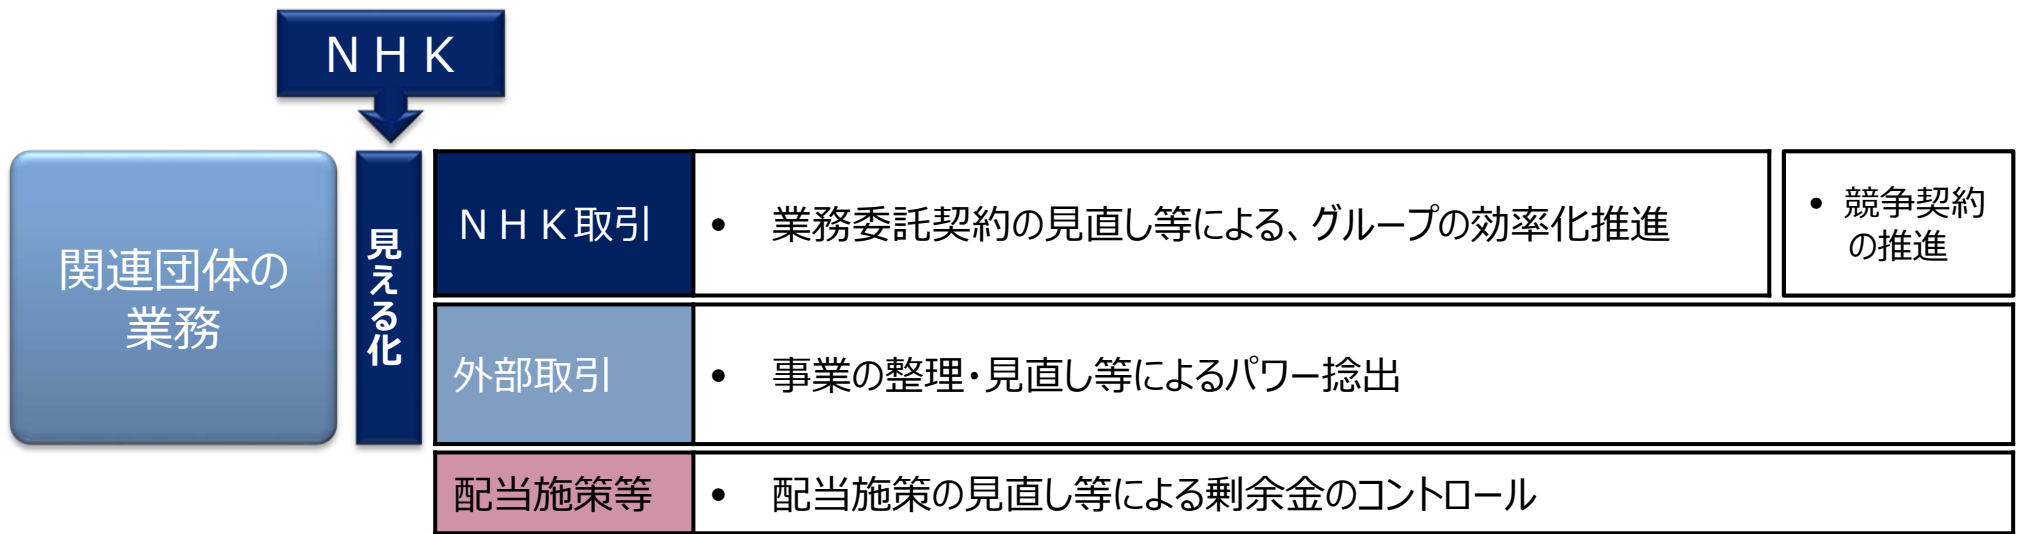 ＮＨＫ
関連団体の
業務
見える化
ＮＨＫ取引
• 業務委託契約の見直し等による、グループの効率化推進
• 競争契約
の推進
外部取引
• 事業の整理・見直し等によるパワー捻出
配当施策等
• 配当施策の見直し等による剰余金のコントロール